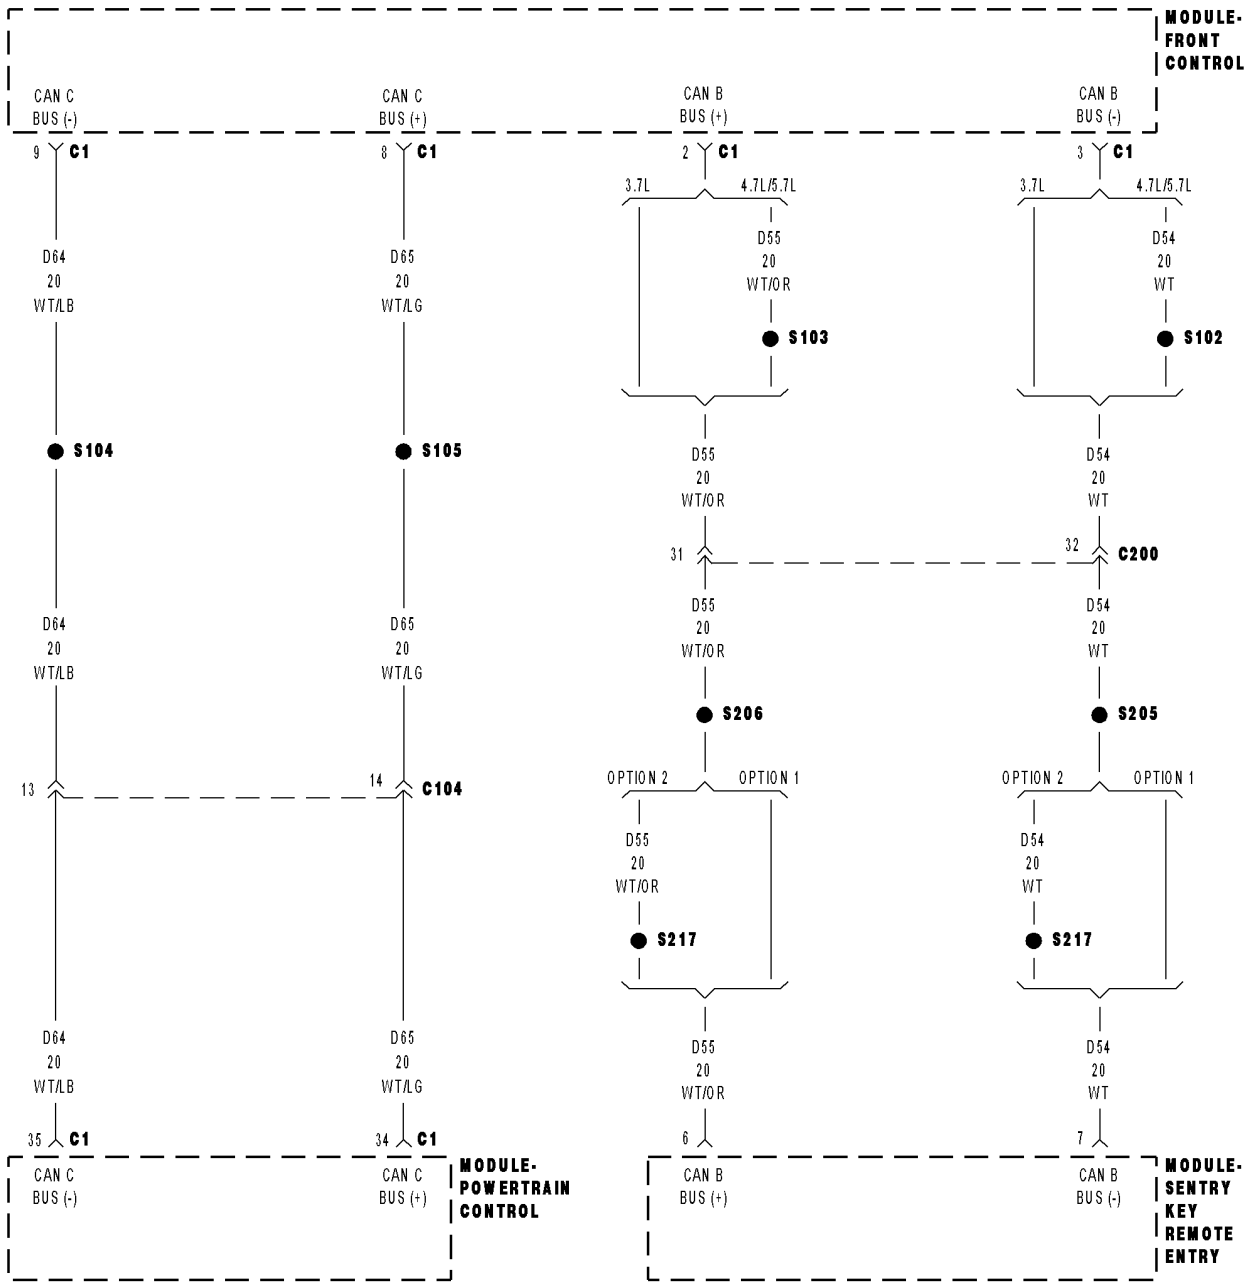 MODULE-
FRONT
CONTROL
CAN C
BUS (-)
CAN C
BUS (+)
CAN B
BUS (+)
CAN B
BUS (-)
9 C1
8 C1
2 C1
3 C1
3.7L 4.7L/5.7L
3.7L 4.7L/5.7L
D64
20
WT/LB
D65
20
WT/LG
D55
20
WT/OR
D54
20
WT
S103
S102
S104
S105
D55
20
WT/OR
D54
20
WT
31
32 C200
D64
20
WT/LB
D65
20
WT/LG
D55
20
WT/OR
D54
20
WT
S206
S205
13
14 C104
OPTION 2 OPTION 1
OPTION 2 OPTION 1
D55
20
WT/OR
D54
20
WT
S217
S217
D64
20
WT/LB
D65
20
WT/LG
D55
20
WT/OR
D54
20
WT
35 C1
34 C1
6
7
CAN C
BUS (-)
CAN C
BUS (+)
MODULE-
POWERTRAIN
CONTROL
CAN B
BUS (+)
CAN B
BUS (-)
MODULE-
SENTRY
KEY
REMOTE
ENTRY